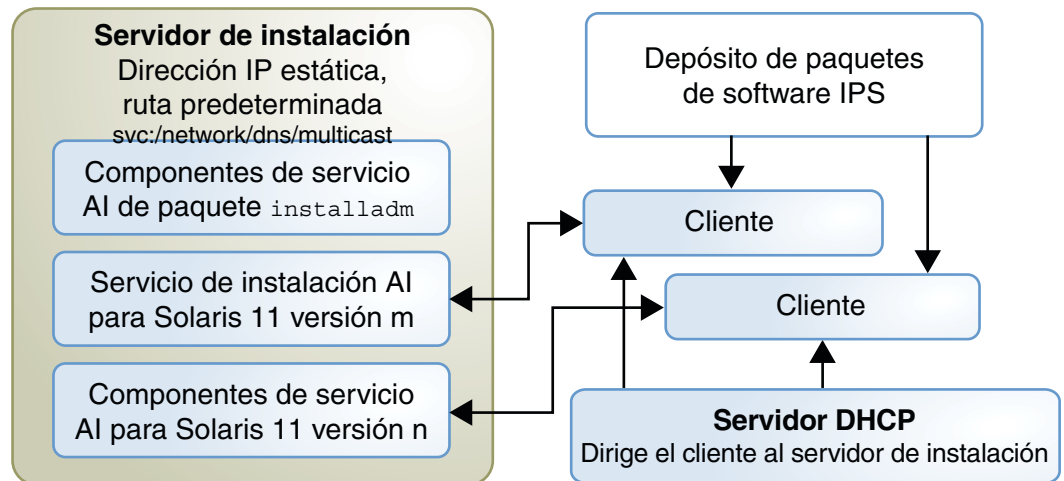 Servidor de instalación
Dirección IP estática,
ruta predeterminada
svc:/network/dns/multicast
Componentes de servicio
AI de paquete installadm
Servicio de instalación AI
para Solaris 11 versión m
Componentes de servicio
AI para Solaris 11 versión n
Depósito de paquetes
de software IPS
Cliente
Cliente
Servidor DHCP
Dirige el cliente al servidor de instalación